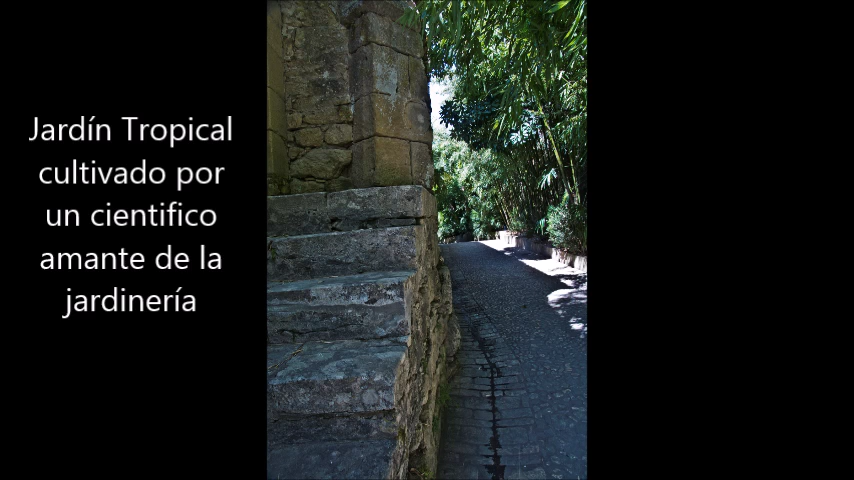 Jardín Tropical
cultivado por
un cientifico
amante de la
jardinería